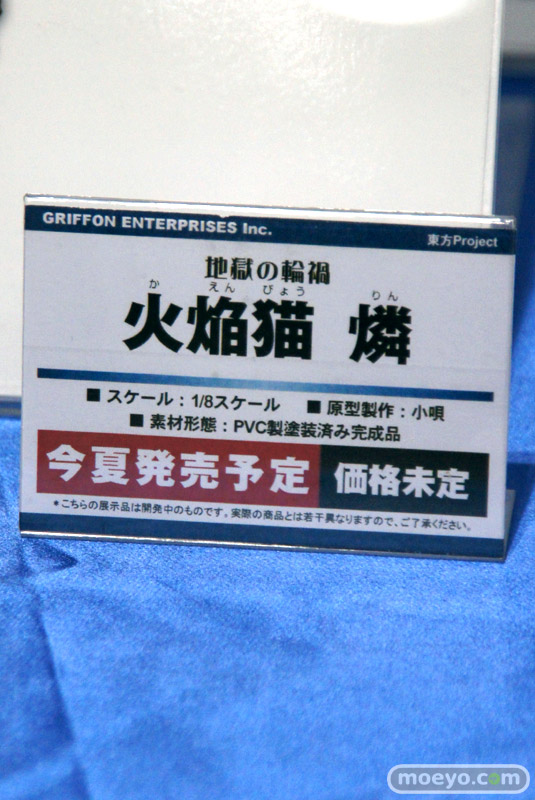 GRIFFON ENTERPRISES Inc.
東方Project
地獄の輪禍
か えん びょう りん
火焔猫 燐
■ スケール：1/8スケール ■ 原型製作：小唄
■ 素材形態：PVC製塗装済み完成品
今夏発売予定 価格未定
＊こちらの展示品は開発中のものです。実際の商品とは若干異なりますので、ご了承ください。
moeyo.com